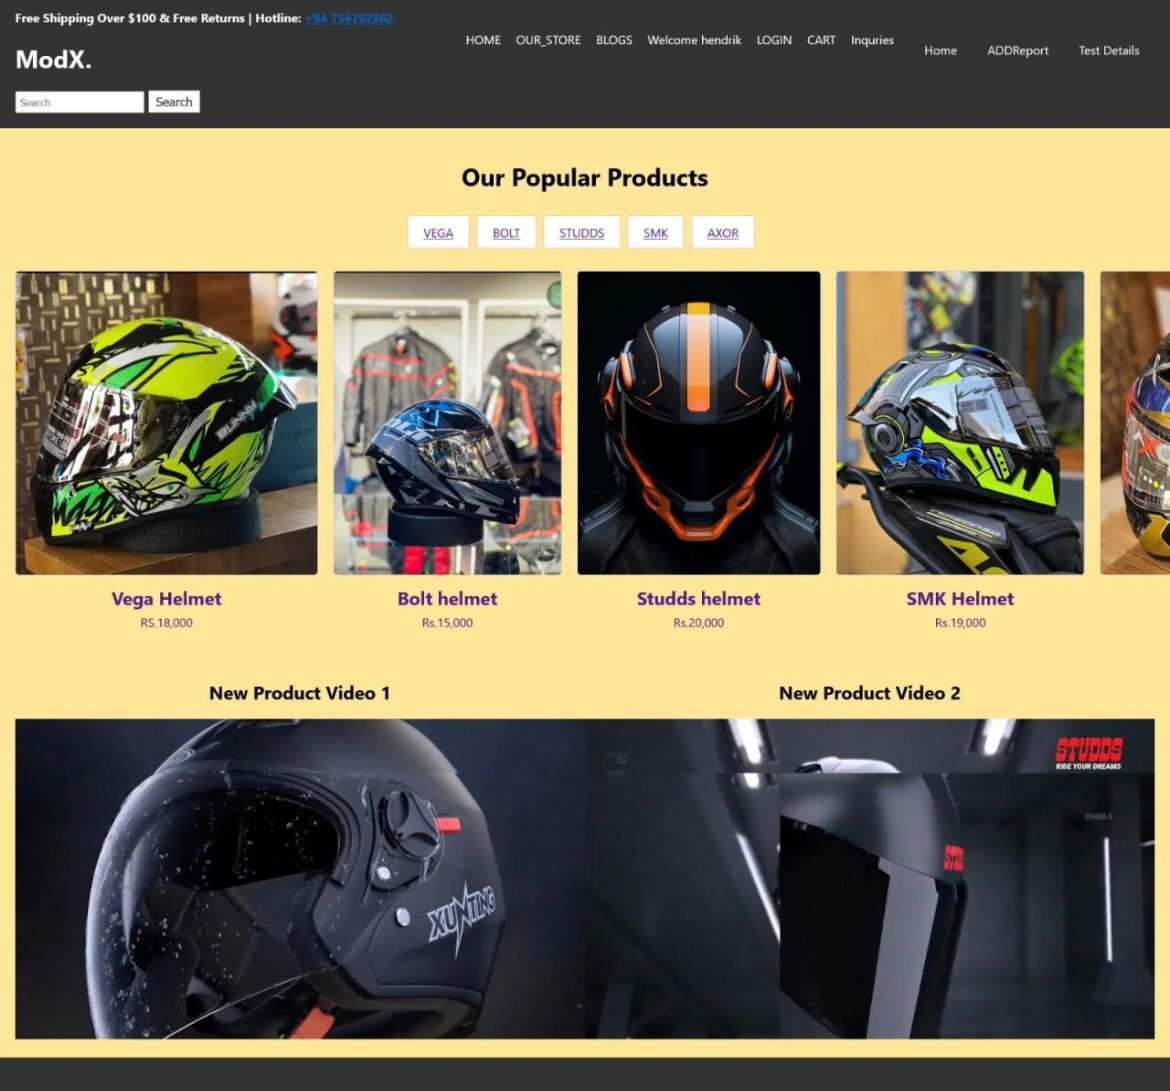 Free Shipping Over $100 & Free Returns | Hotline: +94 756792862
ModX.
HOME OUR_STORE BLOGS Welcome hendrik LOGIN CART Inquries
Home ADDReport Test Details
Search Search
Our Popular Products
VEGA BOLT STUDDS SMK AXOR
Vega Helmet Bolt helmet Studds helmet SMK Helmet
RS.18,000 Rs.15,000 Rs.20,000 Rs.19,000
New Product Video 1 New Product Video 2
STUDDS
RIDE YOUR DREAMS
52
XUNTING